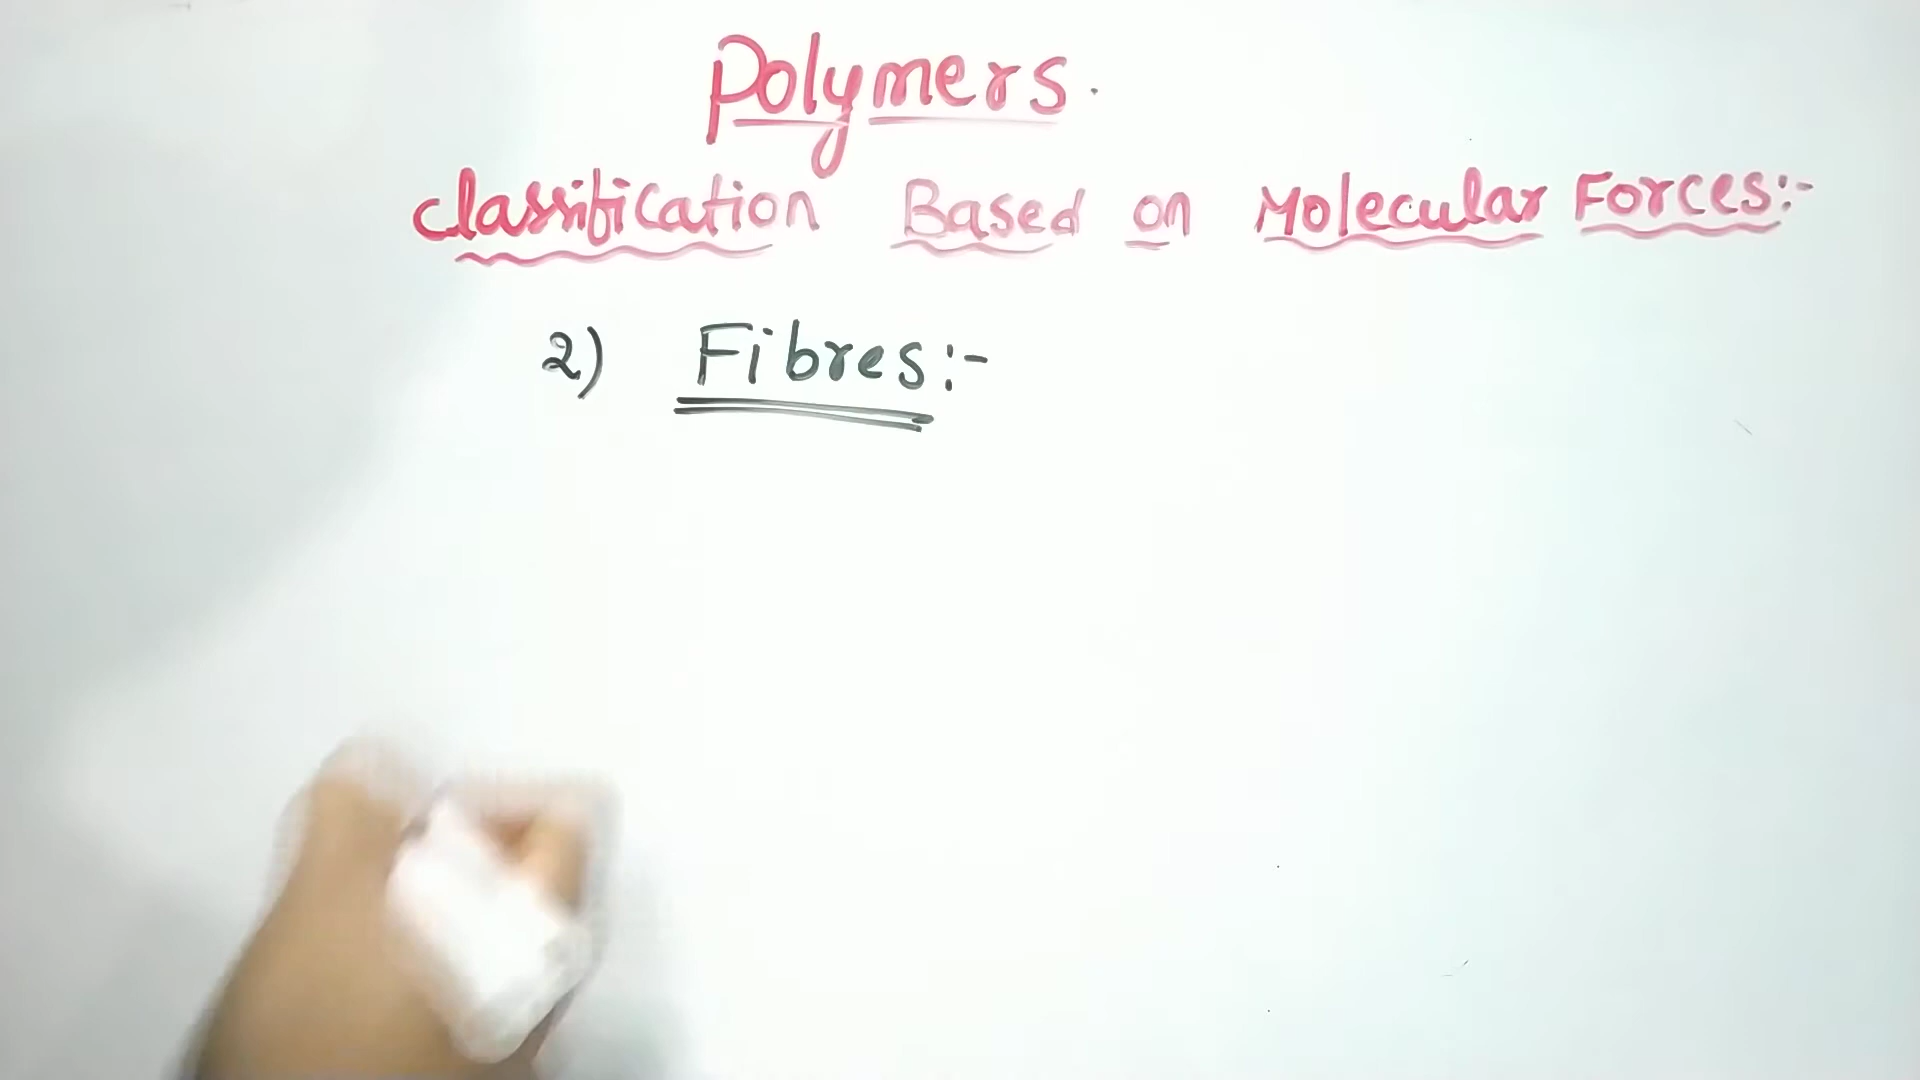 Polymers.
Classification Based on Molecular Forces:-
2) Fibres:-